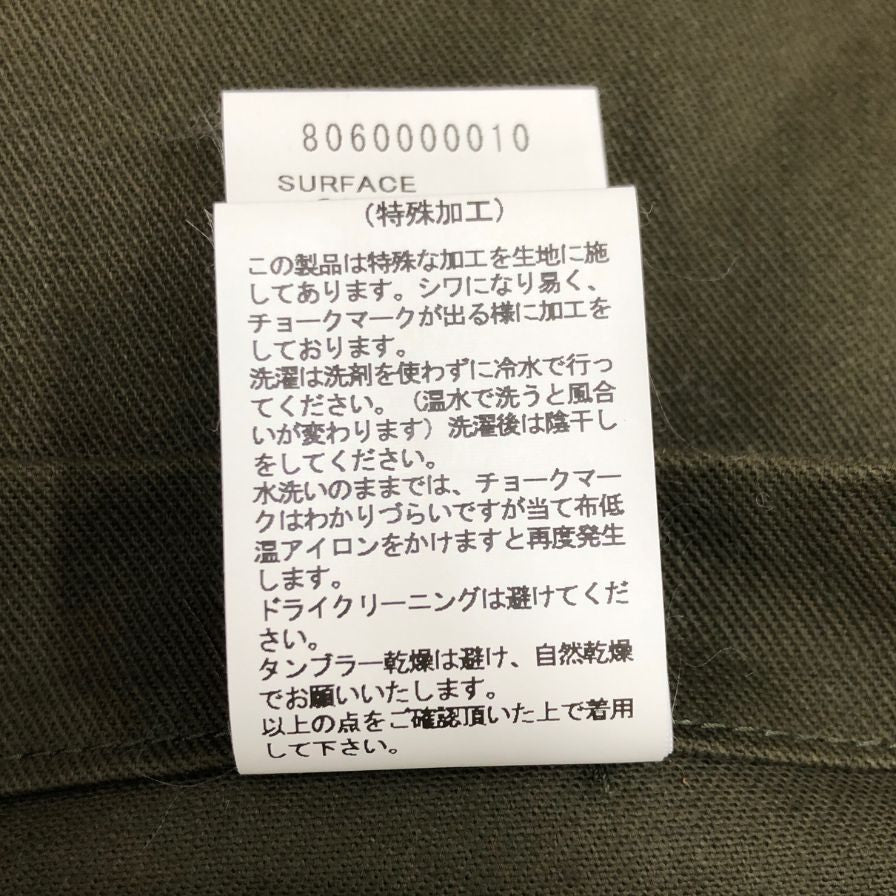 8060000010
SURFACE
(特殊加工)
この製品は特殊な加工を生地に施
してあります。シワになり易く、
チョークマークが出る様に加工を
しております。
洗濯は洗剤を使わずに冷水で行っ
てください。(温水で洗うと風合
いが変わります)洗濯後は陰干し
をしてください。
水洗いのままでは、チョークマー
クはわかりづらいですが当て布低
温アイロンをかけますと再度発生
します。
ドライクリーニングは避けてくだ
さい。
タンブラー乾燥は避け、自然乾燥
でお願いいたします。
以上の点をご確認頂いた上で着用
して下さい。